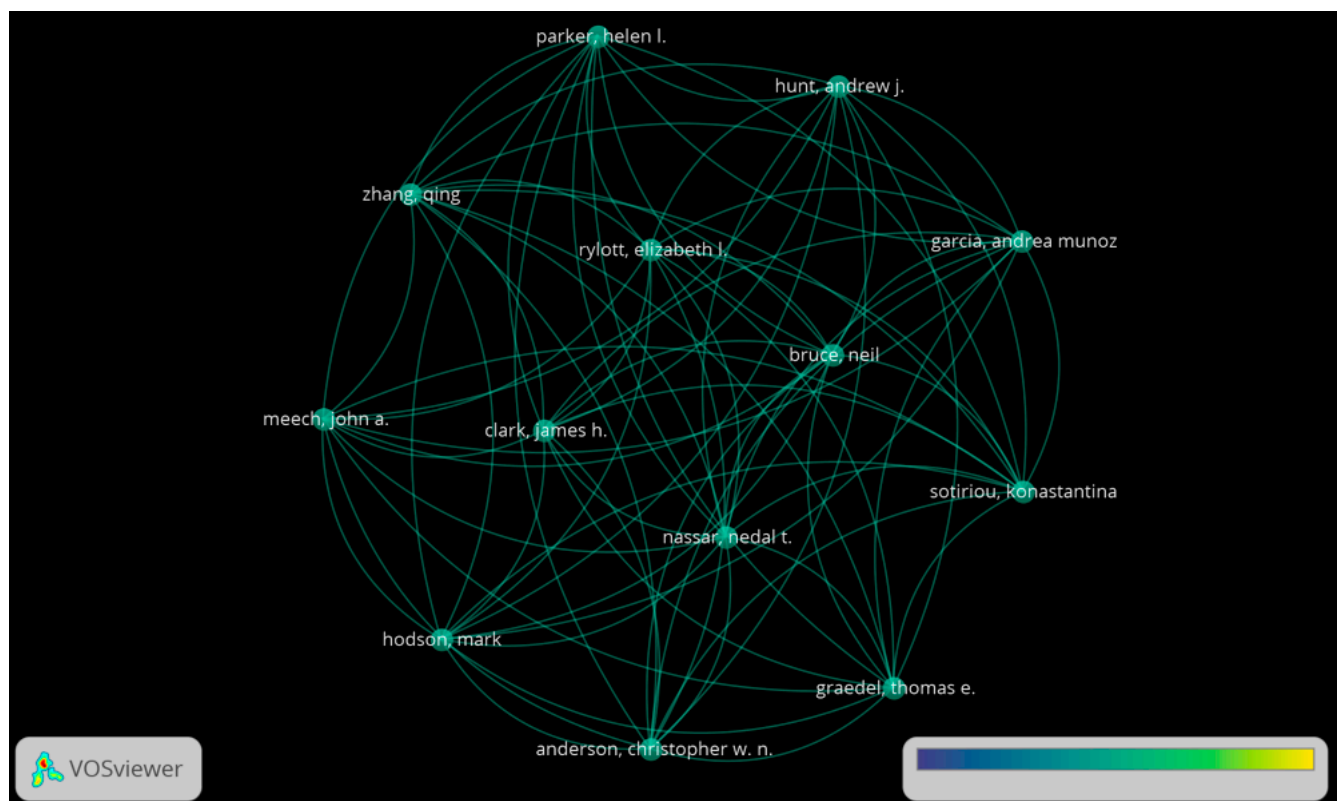 parker, helen l.
hunt, andrew j.
zhang, qing
rylott, elizabeth l.
garcia, andrea munoz
bruce, neil
meech, john a.
clark, james h.
sotiriou, konastantina
nassar, nedal t.
hodson, mark
graedel, thomas e.
anderson, christopher w. n.
VOSviewer